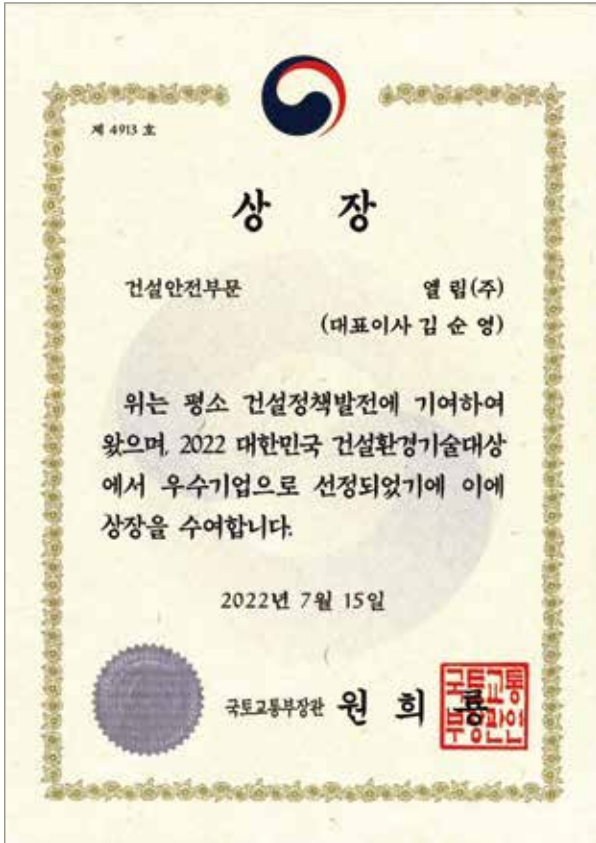 제 4913 호
상 장
건설안전부문 엘림(주)
(대표이사 김순영)
위는 평소 건설정책발전에 기여하여
왔으며, 2022 대한민국 건설환경기술대상
에서 우수기업으로 선정되었기에 이에
상장을 수여합니다.
2022년 7월 15일
국토교통부장관 원 희 룡
국토교통
부장관인